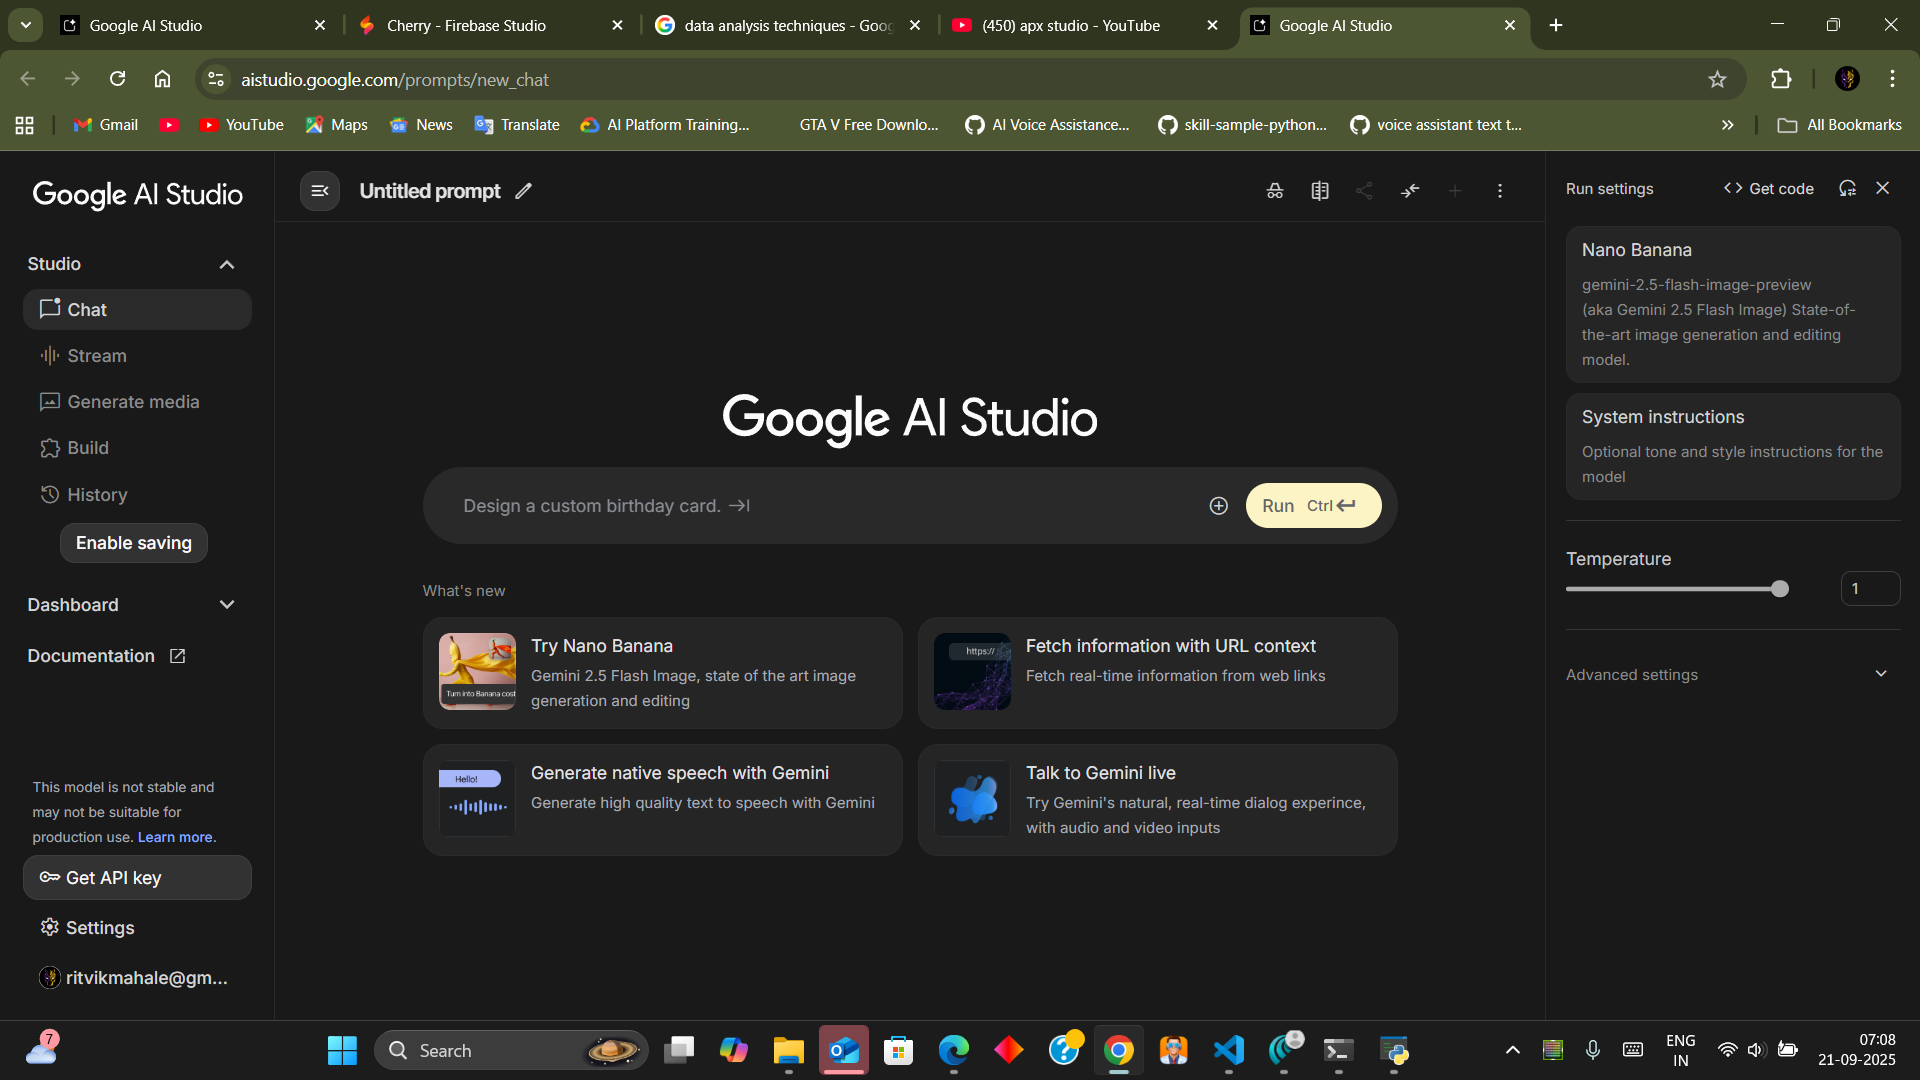 Google AI Studio
Cherry - Firebase Studio
data analysis techniques - Goog
(450) apx studio - YouTube
Google AI Studio
aistudio.google.com/prompts/new_chat
Gmail
YouTube
Maps
News
Translate
AI Platform Training...
GTA V Free Downlo...
AI Voice Assistance...
skill-sample-python...
voice assistant text t...
All Bookmarks
Google AI Studio
Studio
Chat
Stream
Generate media
Build
History
Enable saving
Dashboard
Documentation
This model is not stable and
may not be suitable for
production use. Learn more.
Get API key
Settings
ritvikmahale@gm...
Untitled prompt
Google AI Studio
Design a custom birthday card.
Run Ctrl
What's new
Turn into Banana cost
Try Nano Banana
Gemini 2.5 Flash Image, state of the art image
generation and editing
https://
Fetch information with URL context
Fetch real-time information from web links
Hello!
Generate native speech with Gemini
Generate high quality text to speech with Gemini
Talk to Gemini live
Try Gemini's natural, real-time dialog experince,
with audio and video inputs
Run settings
Get code
Nano Banana
gemini-2.5-flash-image-preview
(aka Gemini 2.5 Flash Image) State-of-
the-art image generation and editing
model.
System instructions
Optional tone and style instructions for the
model
Temperature
1
Advanced settings
7
Search
ENG
IN
07:08
21-09-2025